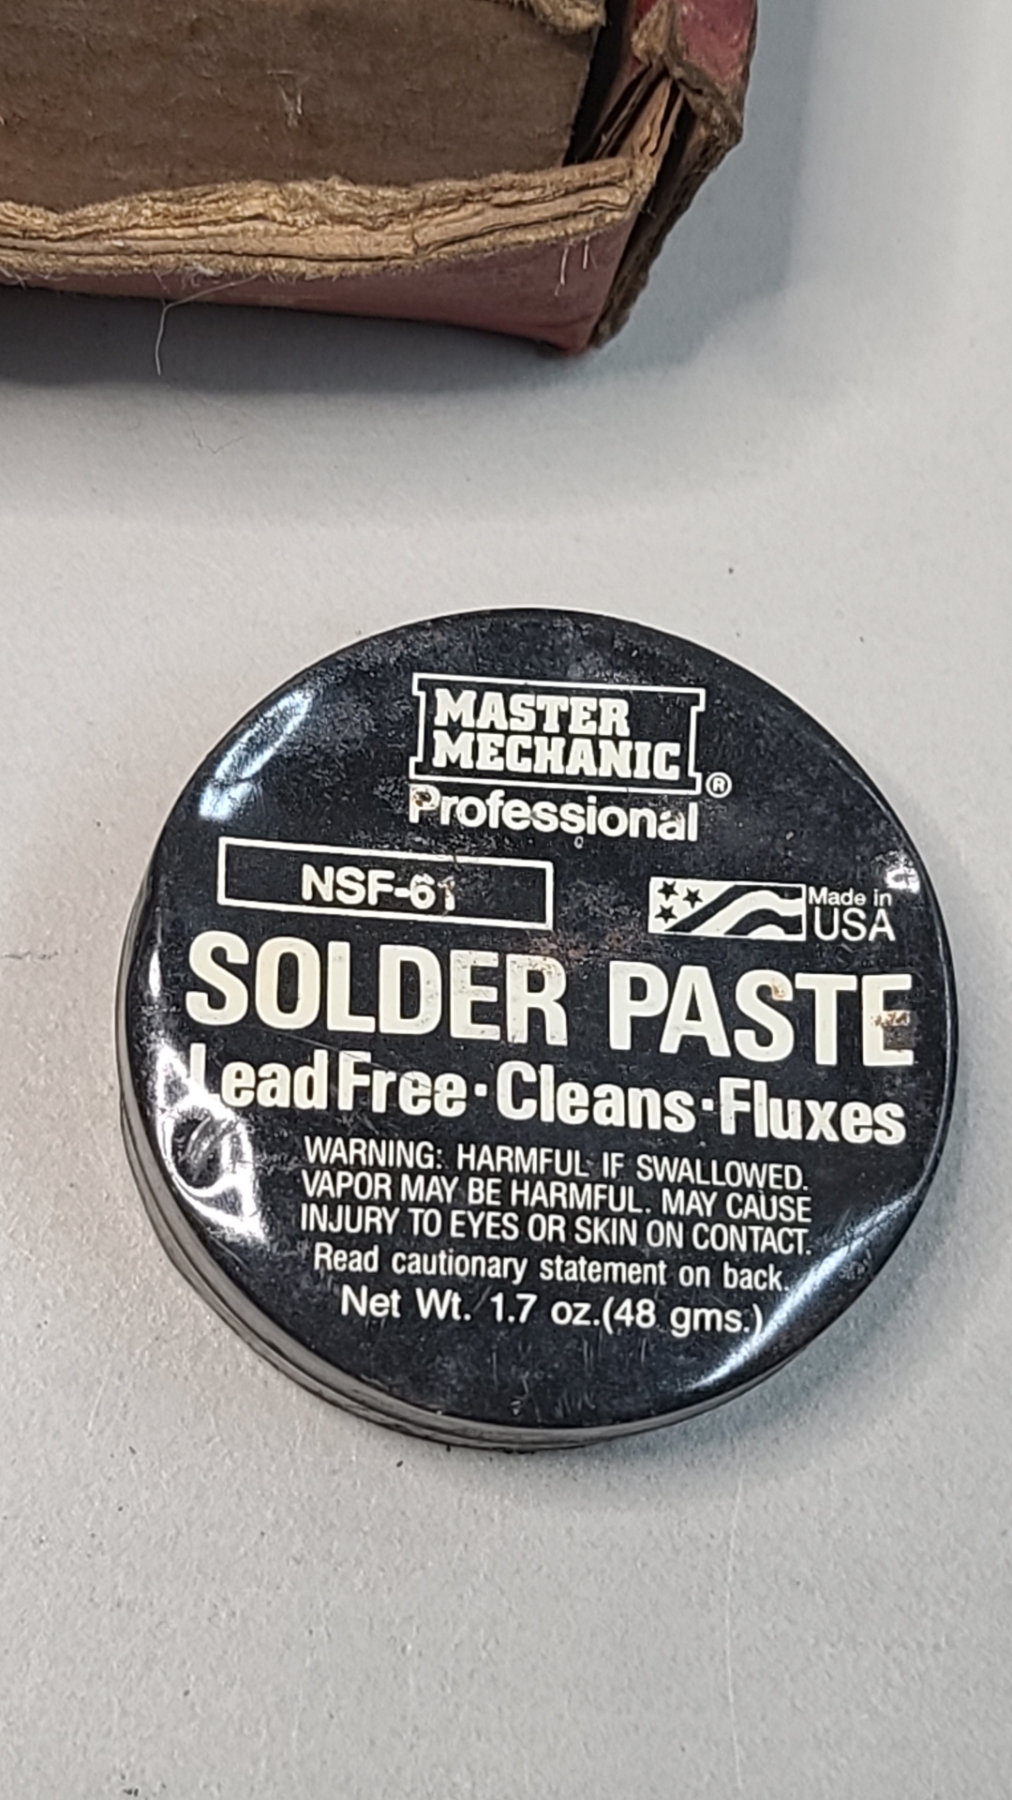 MASTER
MECHANIC®
Professional
NSF-61
Made in
USA
SOLDER PASTE
Lead Free·Cleans·Fluxes
WARNING: HARMFUL IF SWALLOWED.
VAPOR MAY BE HARMFUL. MAY CAUSE
INJURY TO EYES OR SKIN ON CONTACT.
Read cautionary statement on back.
Net Wt. 1.7 oz.(48 gms.)